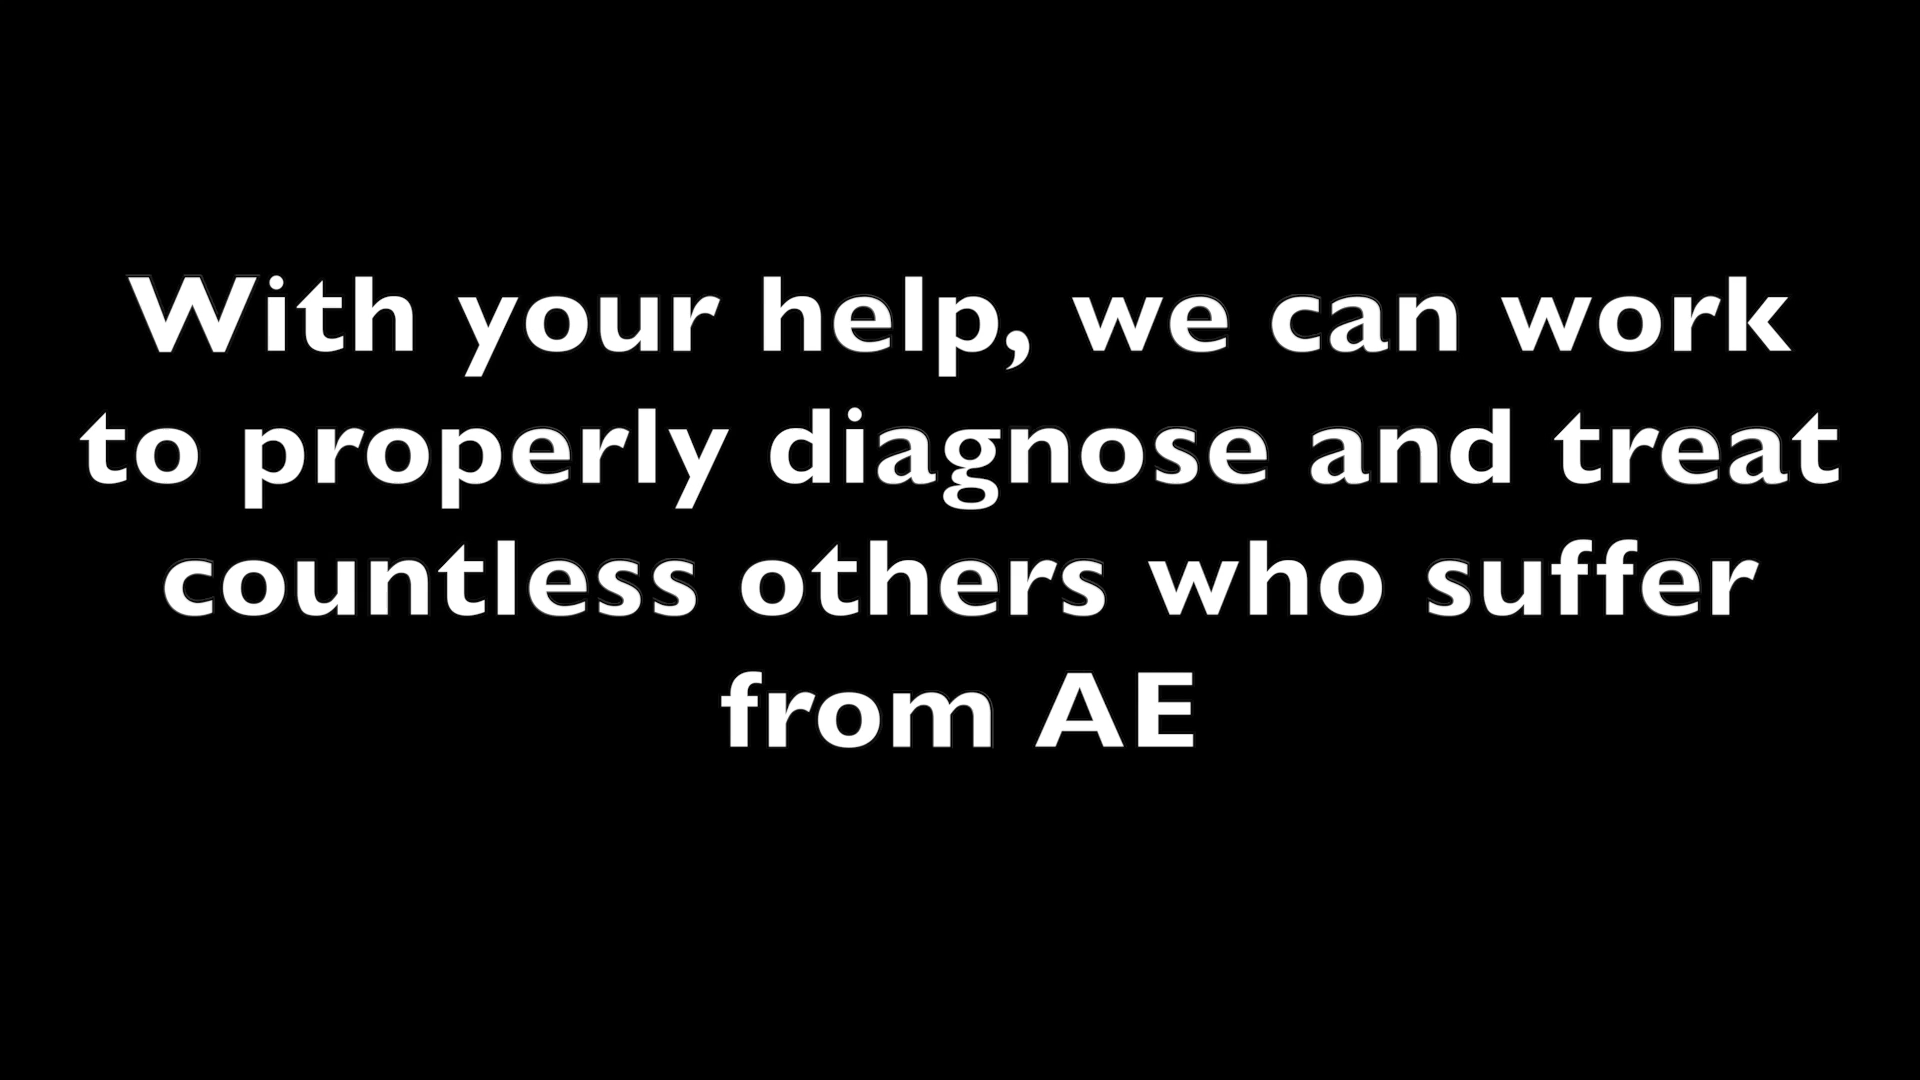 With your help, we can work
to properly diagnose and treat
countless others who suffer
from AE